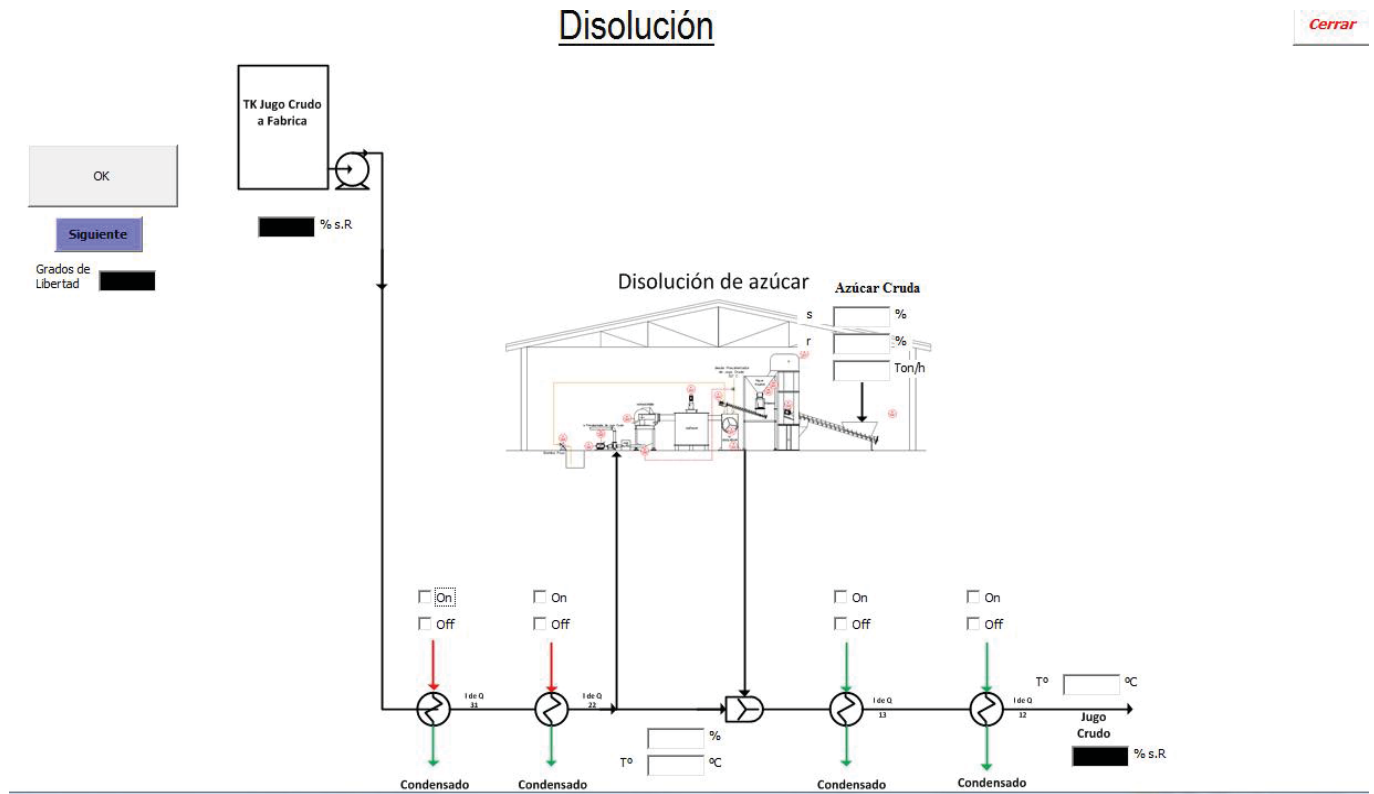 Disolución
Cerrar
TK Jugo Crudo
a Fabrica
OK
Siguiente
% s.R
Grados de
Libertad
Disolución de azúcar
Azúcar Cruda
s
%
r
%
Ton/h
On
Off
On
Off
On
Off
On
Off
I de Q
31
I de Q
22
I de Q
13
I de Q
12
Tº
ºC
Jugo
Crudo
% s.R
%
Tº
ºC
Condensado
Condensado
Condensado
Condensado